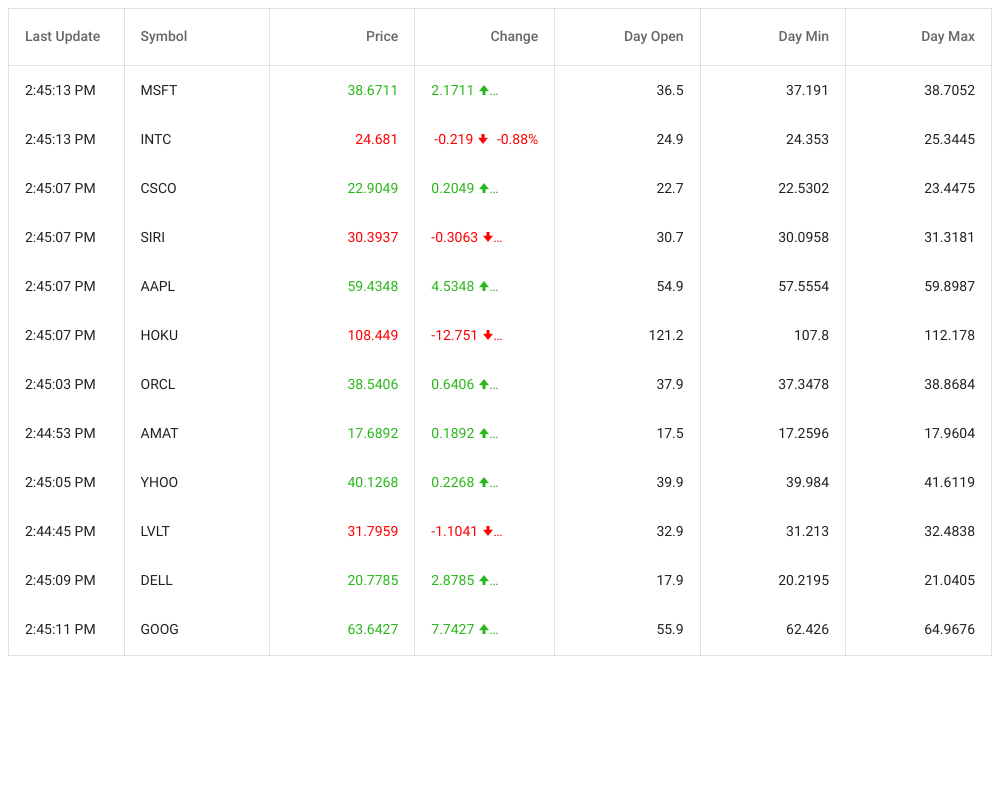 Last Update Symbol Price Change Day Open Day Min Day Max
2:45:13 PM MSFT 38.6711 2.1711 🡅... 36.5 37.191 38.7052
2:45:13 PM INTC 24.681 -0.219 🡇 -0.88% 24.9 24.353 25.3445
2:45:07 PM CSCO 22.9049 0.2049 🡅... 22.7 22.5302 23.4475
2:45:07 PM SIRI 30.3937 -0.3063 🡇... 30.7 30.0958 31.3181
2:45:07 PM AAPL 59.4348 4.5348 🡅... 54.9 57.5554 59.8987
2:45:07 PM HOKU 108.449 -12.751 🡇... 121.2 107.8 112.178
2:45:03 PM ORCL 38.5406 0.6406 🡅... 37.9 37.3478 38.8684
2:44:53 PM AMAT 17.6892 0.1892 🡅... 17.5 17.2596 17.9604
2:45:05 PM YHOO 40.1268 0.2268 🡅... 39.9 39.984 41.6119
2:44:45 PM LVLT 31.7959 -1.1041 🡇... 32.9 31.213 32.4838
2:45:09 PM DELL 20.7785 2.8785 🡅... 17.9 20.2195 21.0405
2:45:11 PM GOOG 63.6427 7.7427 🡅... 55.9 62.426 64.9676